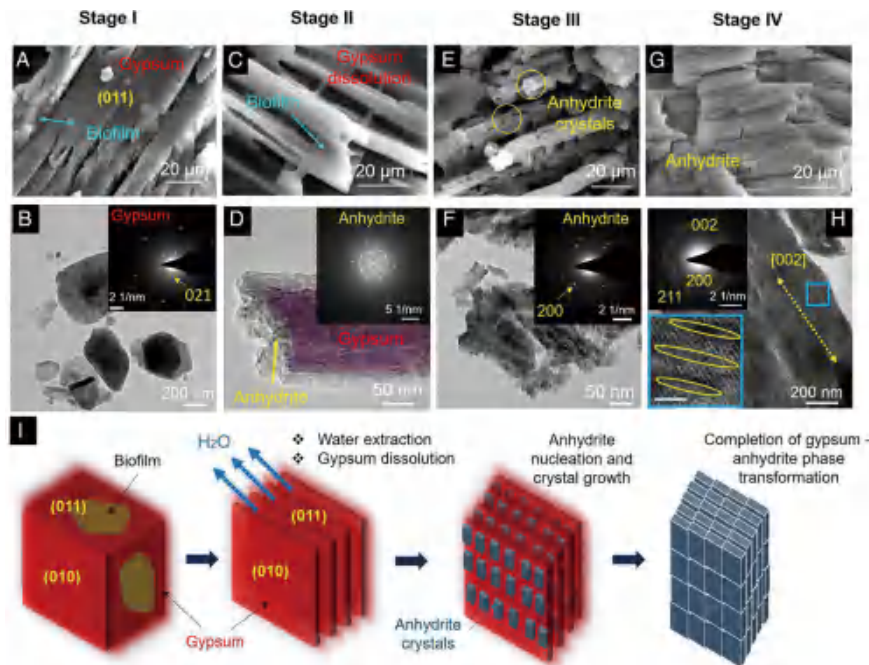 Stage I
Stage II
Stage III
Stage IV
A
Gypsum
(011)
Biofilm
20 μm
C
Gypsum
dissolution
Biofilm
20 μm
E
Anhydrite
crystals
20 μm
G
Anhydrite
20 μm
B
Gypsum
2 1/nm
021
200 nm
D
Anhydrite
5 1/nm
Gypsum
Anhydrite
50 nm
F
Anhydrite
200
2 1/nm
50 nm
H
002
200
211
2 1/nm
[002]
200 nm
I
H2O
❖ Water extraction
❖ Gypsum dissolution
Anhydrite
nucleation and
crystal growth
Completion of gypsum -
anhydrite phase
transformation
Biofilm
(011)
(010)
Gypsum
(011)
(010)
Anhydrite
crystals